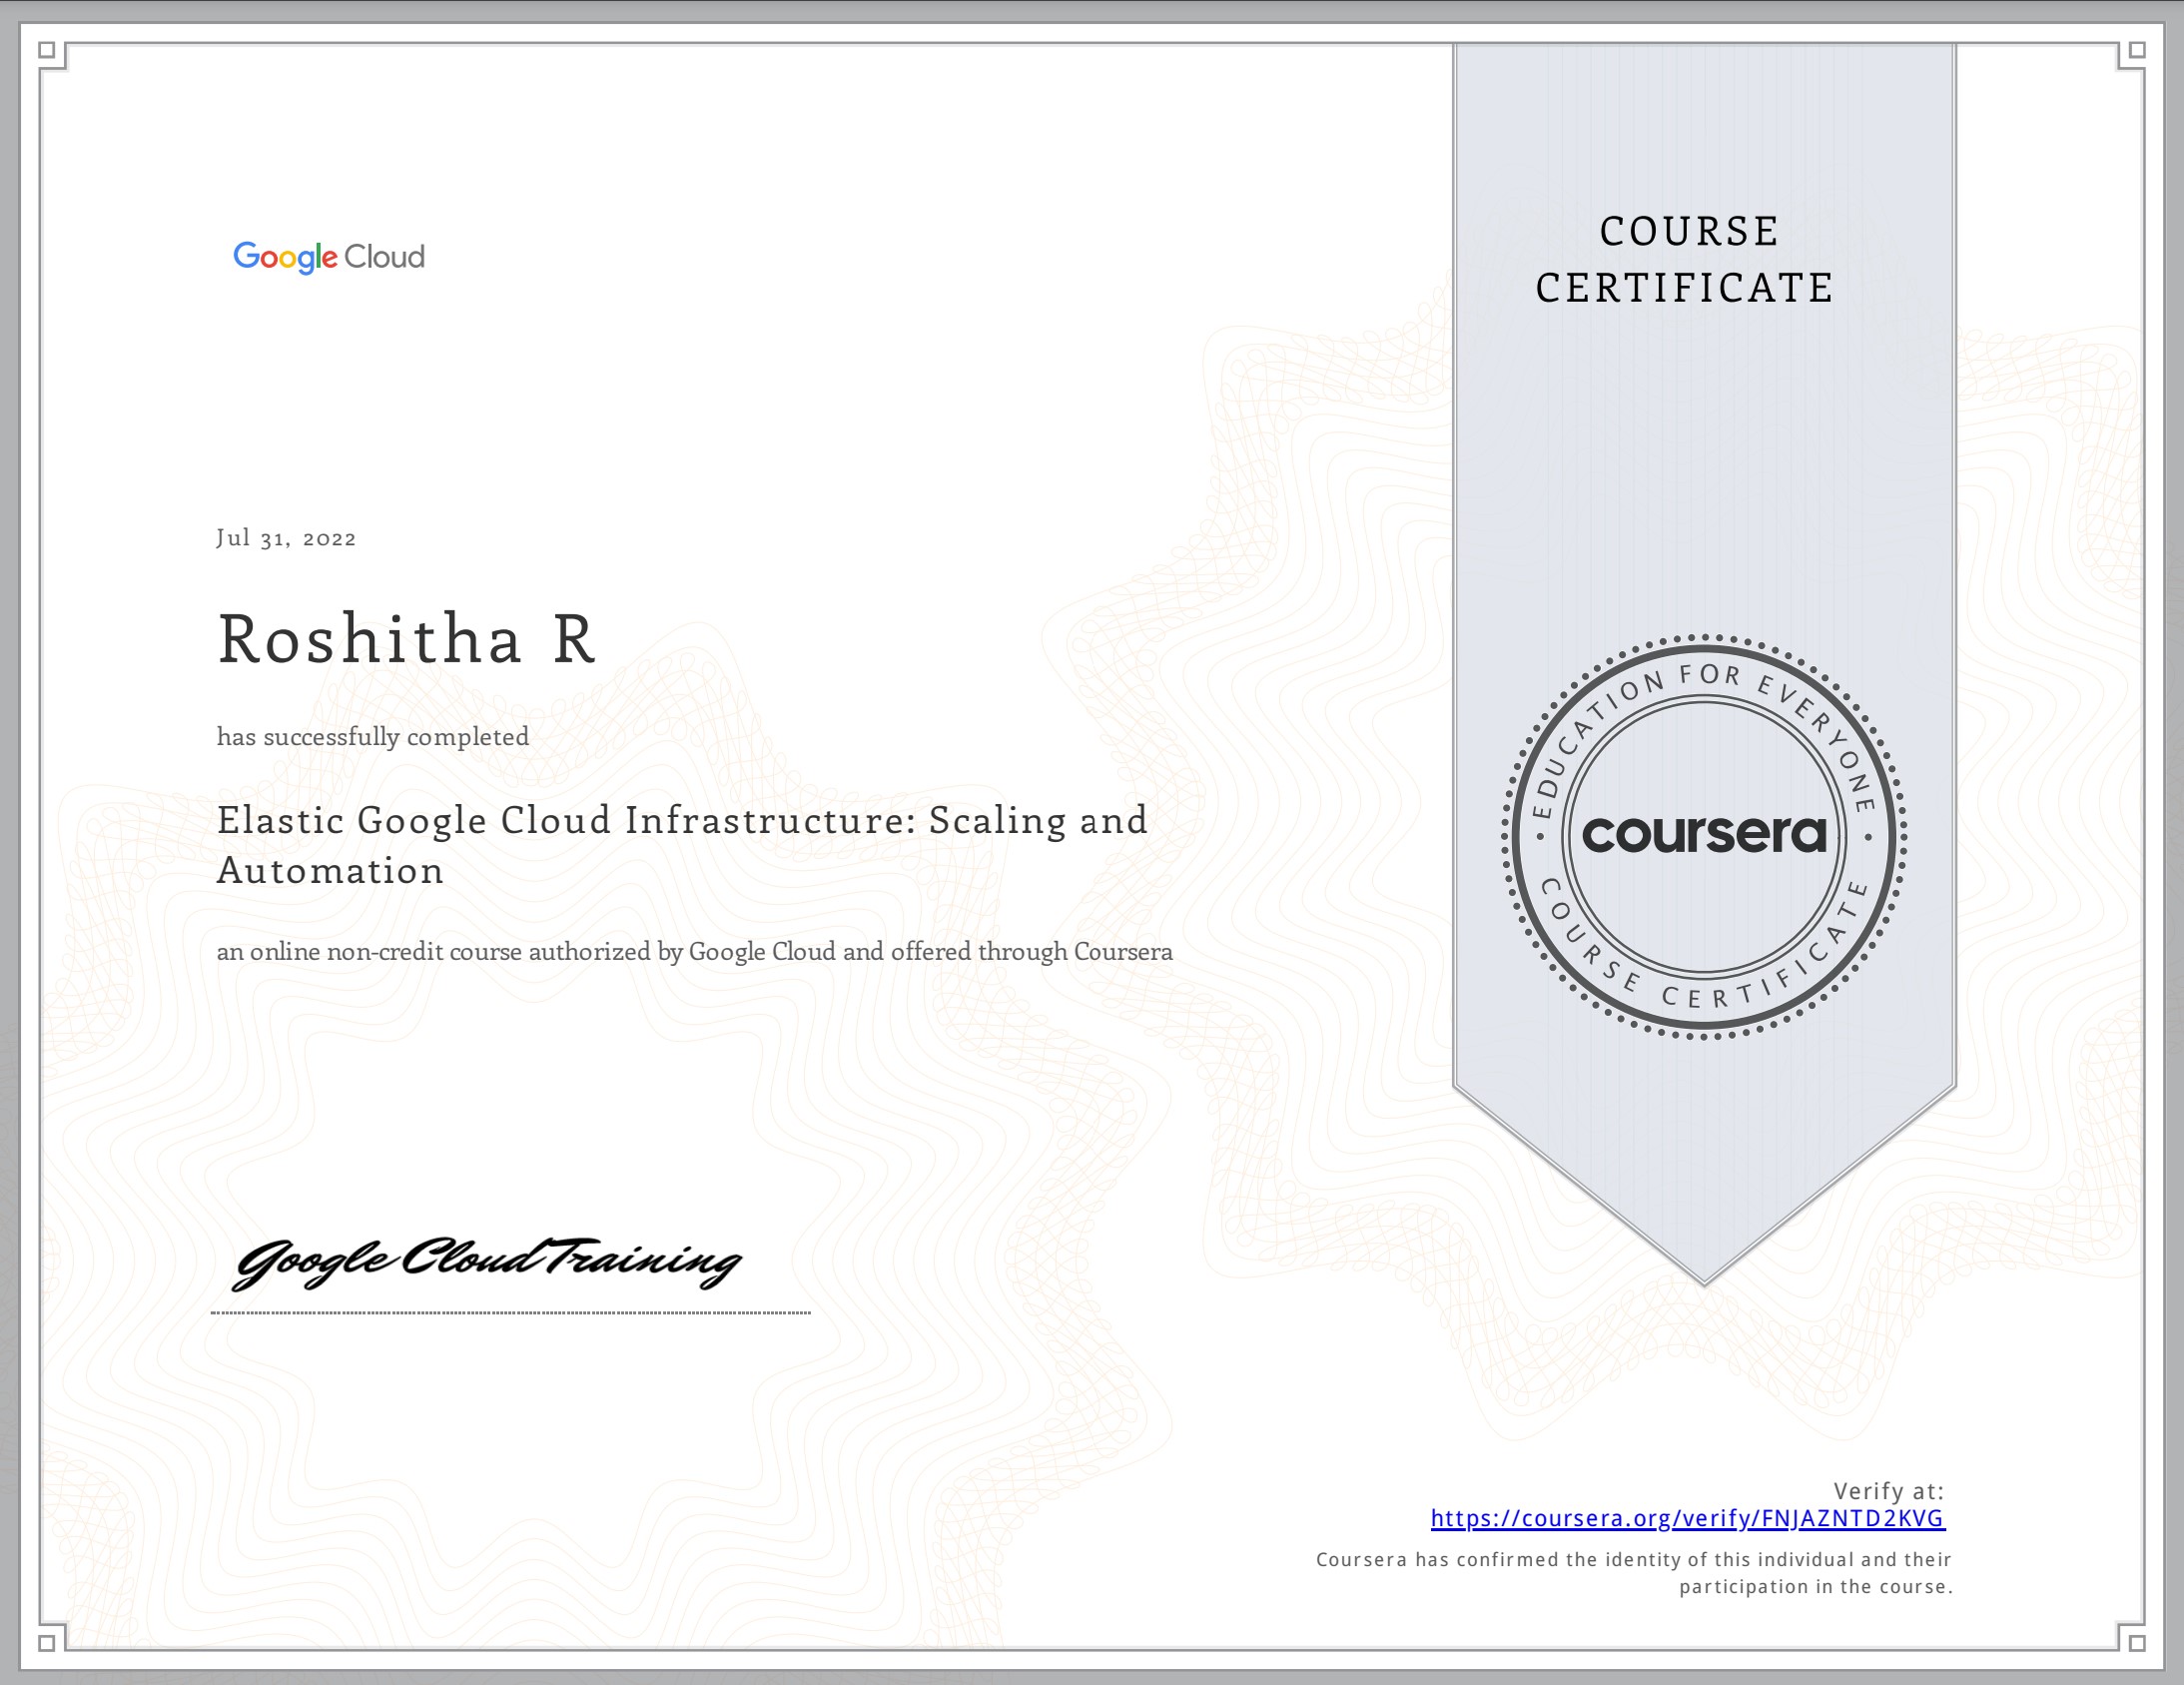 Google Cloud
COURSE
CERTIFICATE
Jul 31, 2022
Roshitha R
has successfully completed
Elastic Google Cloud Infrastructure: Scaling and
Automation
an online non-credit course authorized by Google Cloud and offered through Coursera
EDUCATION FOR EVERYONE
coursera
COURSE CERTIFICATE
Google Cloud Training
Verify at:
https://coursera.org/verify/FNJAZNTD2KVG
Coursera has confirmed the identity of this individual and their
participation in the course.